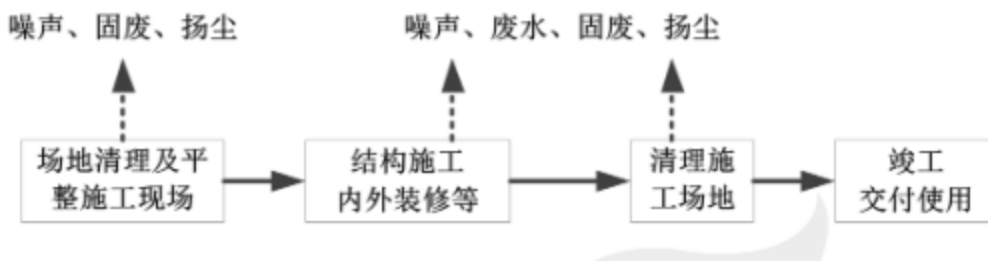 噪声、固废、扬尘
噪声、废水、固废、扬尘
场地清理及平
整施工现场
结构施工
内外装修等
清理施
工场地
竣工
交付使用